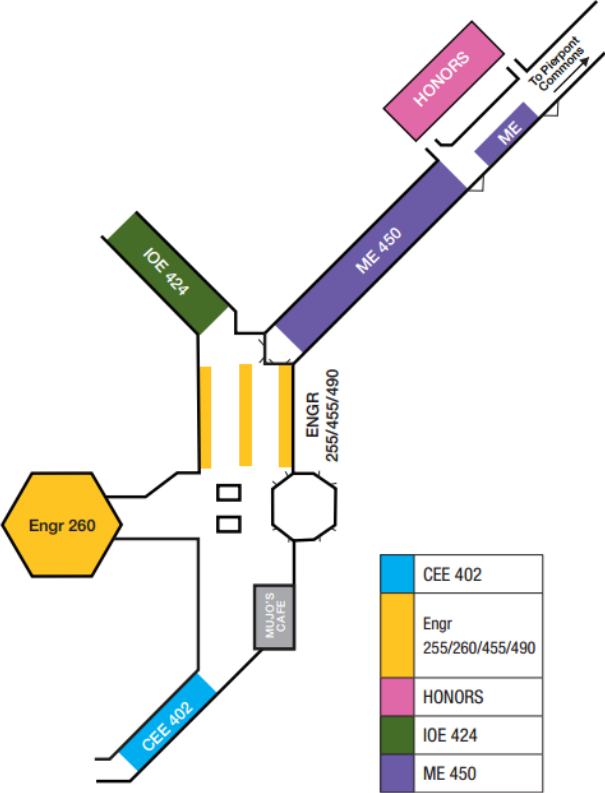 HONORS
To Pierpont
Commons
ME
ME 450
IOE 424
ENGR
255/455/490
Engr 260
MUJO'S
CAFE
CEE 402
CEE 402
Engr
255/260/455/490
HONORS
IOE 424
ME 450